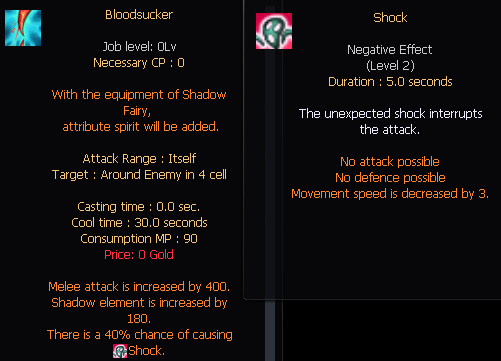 Bloodsucker
Job level: 0Lv
Necessary CP : 0
With the equipment of Shadow
Fairy,
attribute spirit will be added.
Attack Range : Itself
Target : Around Enemy in 4 cell
Casting time : 0.0 sec.
Cool time : 30.0 seconds
Consumption MP : 90
Price: 0 Gold
Melee attack is increased by 400.
Shadow element is increased by
180.
There is a 40% chance of causing
Shock.
Shock
Negative Effect
(Level 2)
Duration : 5.0 seconds
The unexpected shock interrupts
the attack.
No attack possible
No defence possible
Movement speed is decreased by 3.